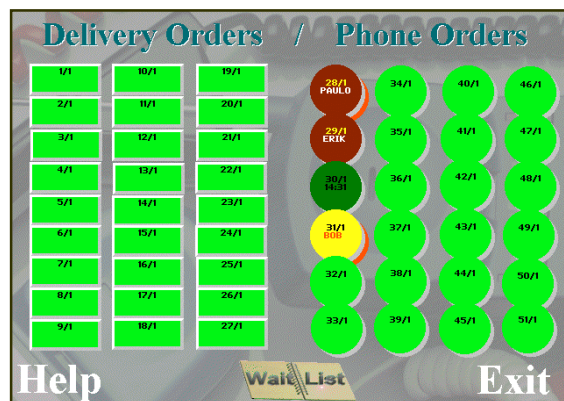 Delivery Orders / Phone Orders
1/1 10/1 19/1
2/1 11/1 20/1
3/1 12/1 21/1
4/1 13/1 22/1
5/1 14/1 23/1
6/1 15/1 24/1
7/1 16/1 25/1
8/1 17/1 26/1
9/1 18/1 27/1
28/1 34/1 40/1 46/1
PAULO
29/1 35/1 41/1 47/1
ERIK
30/1 36/1 42/1 48/1
14:31
31/1 37/1 43/1 49/1
BOB
32/1 38/1 44/1 50/1
33/1 39/1 45/1 51/1
Help Wait List Exit